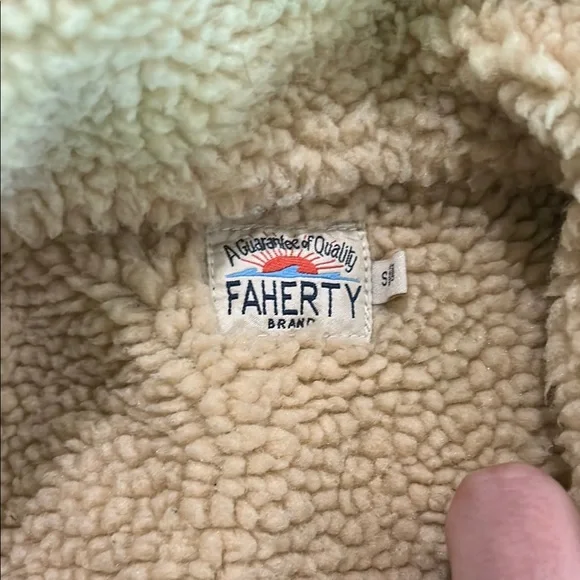 A Guarantee of Quality
FAHERTY
BRAND
S